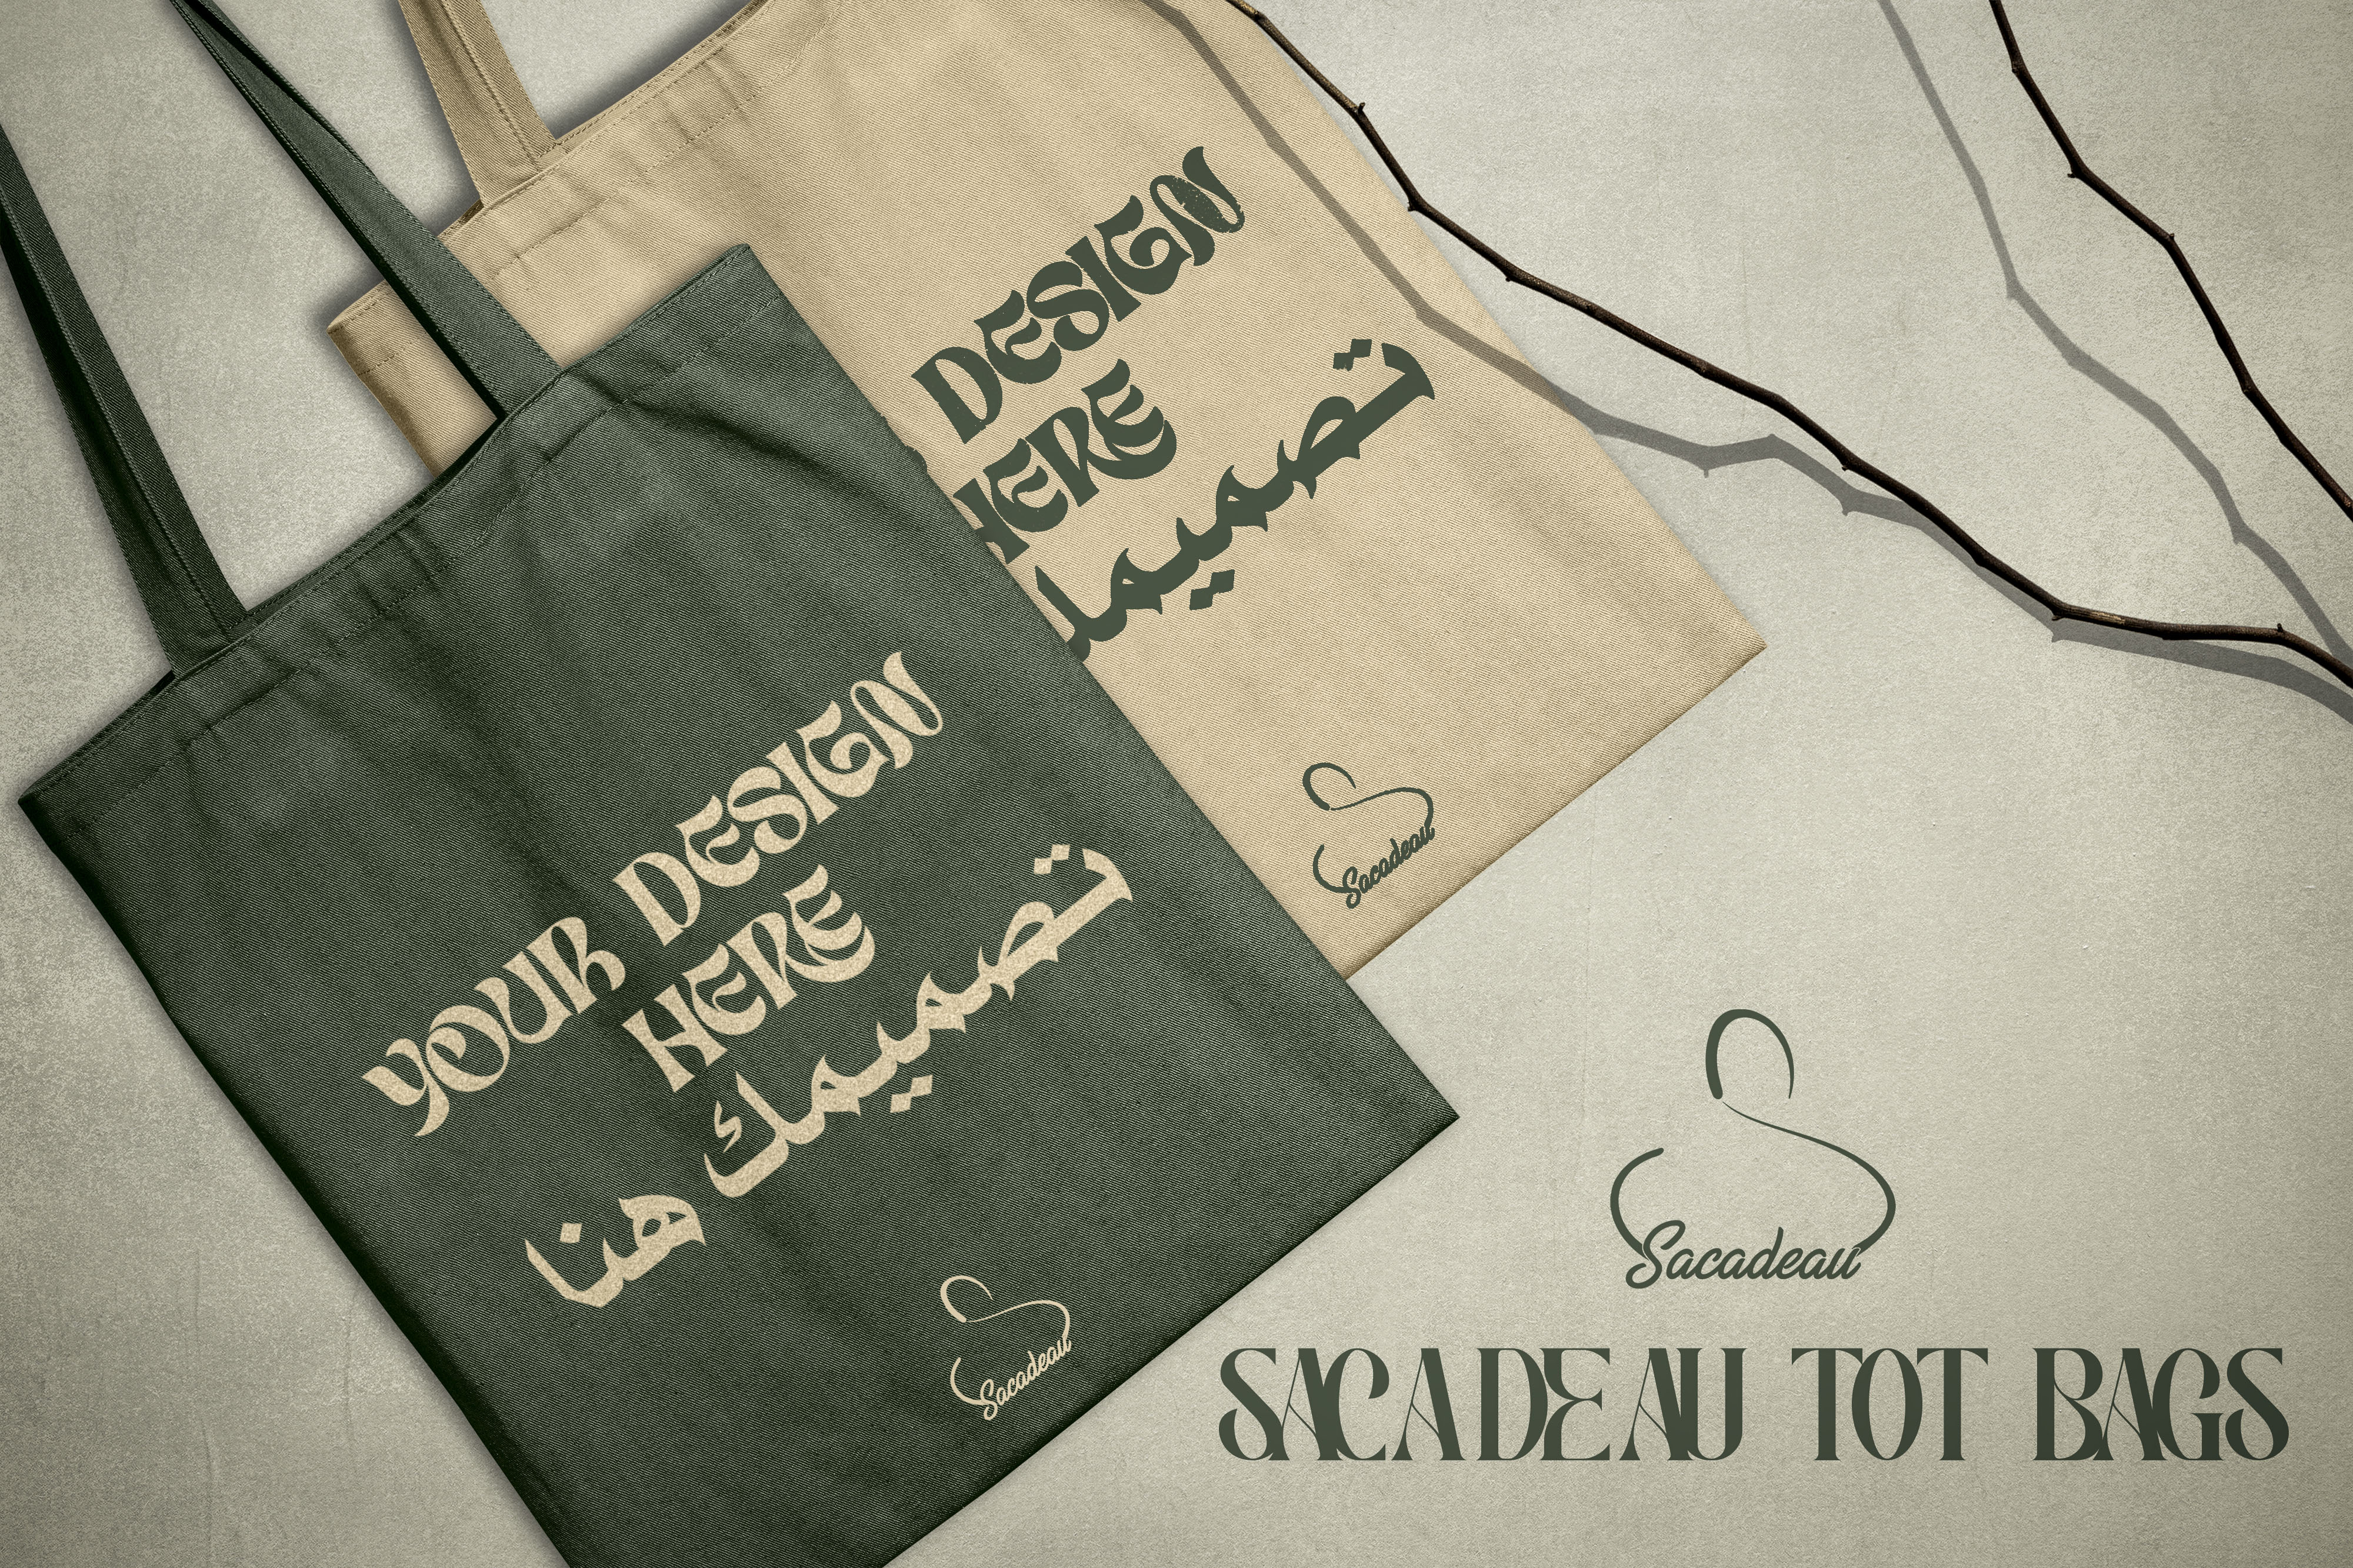 DESIGN
HERE
تصميمك
Sacadeau
YOUR DESIGN
HERE
تصميمك
هنا
Sacadeau
Sacadeau
SACADEAU TOT BAGS